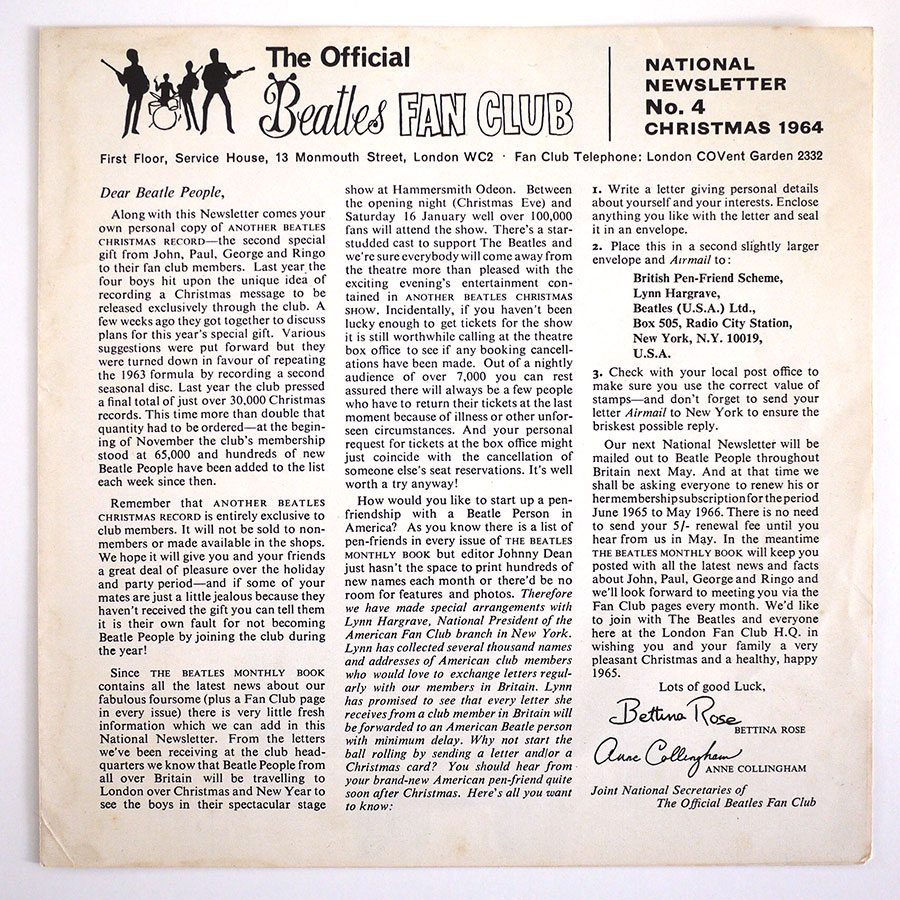 The Official
Beatles FAN CLUB
NATIONAL
NEWSLETTER
No. 4
CHRISTMAS 1964
First Floor, Service House, 13 Monmouth Street, London WC2 · Fan Club Telephone: London COVent Garden 2332
Dear Beatle People,
Along with this Newsletter comes your
own personal copy of ANOTHER BEATLES
CHRISTMAS RECORD—the second special
gift from John, Paul, George and Ringo
to their fan club members. Last year the
four boys hit upon the unique idea of
recording a Christmas message to be
released exclusively through the club. A
few weeks ago they got together to discuss
plans for this year's special gift. Various
suggestions were put forward but they
were turned down in favour of repeating
the 1963 formula by recording a second
seasonal disc. Last year the club pressed
a final total of just over 30,000 Christmas
records. This time more than double that
quantity had to be ordered—at the begin-
ing of November the club's membership
stood at 65,000 and hundreds of new
Beatle People have been added to the list
each week since then.
Remember that ANOTHER BEATLES
CHRISTMAS RECORD is entirely exclusive to
club members. It will not be sold to non-
members or made available in the shops.
We hope it will give you and your friends
a great deal of pleasure over the holiday
and party period—and if some of your
mates are just a little jealous because they
haven't received the gift you can tell them
it is their own fault for not becoming
Beatle People by joining the club during
the year!
Since THE BEATLES MONTHLY BOOK
contains all the latest news about our
fabulous foursome (plus a Fan Club page
in every issue) there is very little fresh
information which we can add in this
National Newsletter. From the letters
we've been receiving at the club head-
quarters we know that Beatle People from
all over Britain will be travelling to
London over Christmas and New Year to
see the boys in their spectacular stage
show at Hammersmith Odeon. Between
the opening night (Christmas Eve) and
Saturday 16 January well over 100,000
fans will attend the show. There's a star-
studded cast to support The Beatles and
we're sure everybody will come away from
the theatre more than pleased with the
exciting evening's entertainment con-
tained in ANOTHER BEATLES CHRISTMAS
SHOW. Incidentally, if you haven't been
lucky enough to get tickets for the show
it is still worthwhile calling at the theatre
box office to see if any booking cancell-
ations have been made. Out of a nightly
audience of over 7,000 you can rest
assured there will always be a few people
who have to return their tickets at the last
moment because of illness or other unfor-
seen circumstances. And your personal
request for tickets at the box office might
just coincide with the cancellation of
someone else's seat reservations. It's well
worth a try anyway!
How would you like to start up a pen-
friendship with a Beatle Person in
America? As you know there is a list of
pen-friends in every issue of THE BEATLES
MONTHLY BOOK but editor Johnny Dean
just hasn't the space to print hundreds of
new names each month or there'd be no
room for features and photos. Therefore
we have made special arrangements with
Lynn Hargrave, National President of the
American Fan Club branch in New York.
Lynn has collected several thousand names
and addresses of American club members
who would love to exchange letters regul-
arly with our members in Britain. Lynn
has promised to see that every letter she
receives from a club member in Britain will
be forwarded to an American Beatle person
with minimum delay. Why not start the
ball rolling by sending a letter and/or a
Christmas card? You should hear from
your brand-new American pen-friend quite
soon after Christmas. Here's all you want
to know:
1. Write a letter giving personal details
about yourself and your interests. Enclose
anything you like with the letter and seal
it in an envelope.
2. Place this in a second slightly larger
envelope and Airmail to:
British Pen-Friend Scheme,
Lynn Hargrave,
Beatles (U.S.A.) Ltd.,
Box 505, Radio City Station,
New York, N.Y. 10019,
U.S.A.
3. Check with your local post office to
make sure you use the correct value of
stamps—and don't forget to send your
letter Airmail to New York to ensure the
briskest possible reply.
Our next National Newsletter will be
mailed out to Beatle People throughout
Britain next May. And at that time we
shall be asking everyone to renew his or
her membership subscription for the period
June 1965 to May 1966. There is no need
to send your 5/- renewal fee until you
hear from us in May. In the meantime
THE BEATLES MONTHLY BOOK will keep you
posted with all the latest news and facts
about John, Paul, George and Ringo and
we'll look forward to meeting you via the
Fan Club pages every month. We'd like
to join with The Beatles and everyone
here at the London Fan Club H.Q. in
wishing you and your family a very
pleasant Christmas and a healthy, happy
1965.
Lots of good Luck,
Bettina Rose
BETTINA ROSE
Anne Collingham
ANNE COLLINGHAM
Joint National Secretaries of
The Official Beatles Fan Club